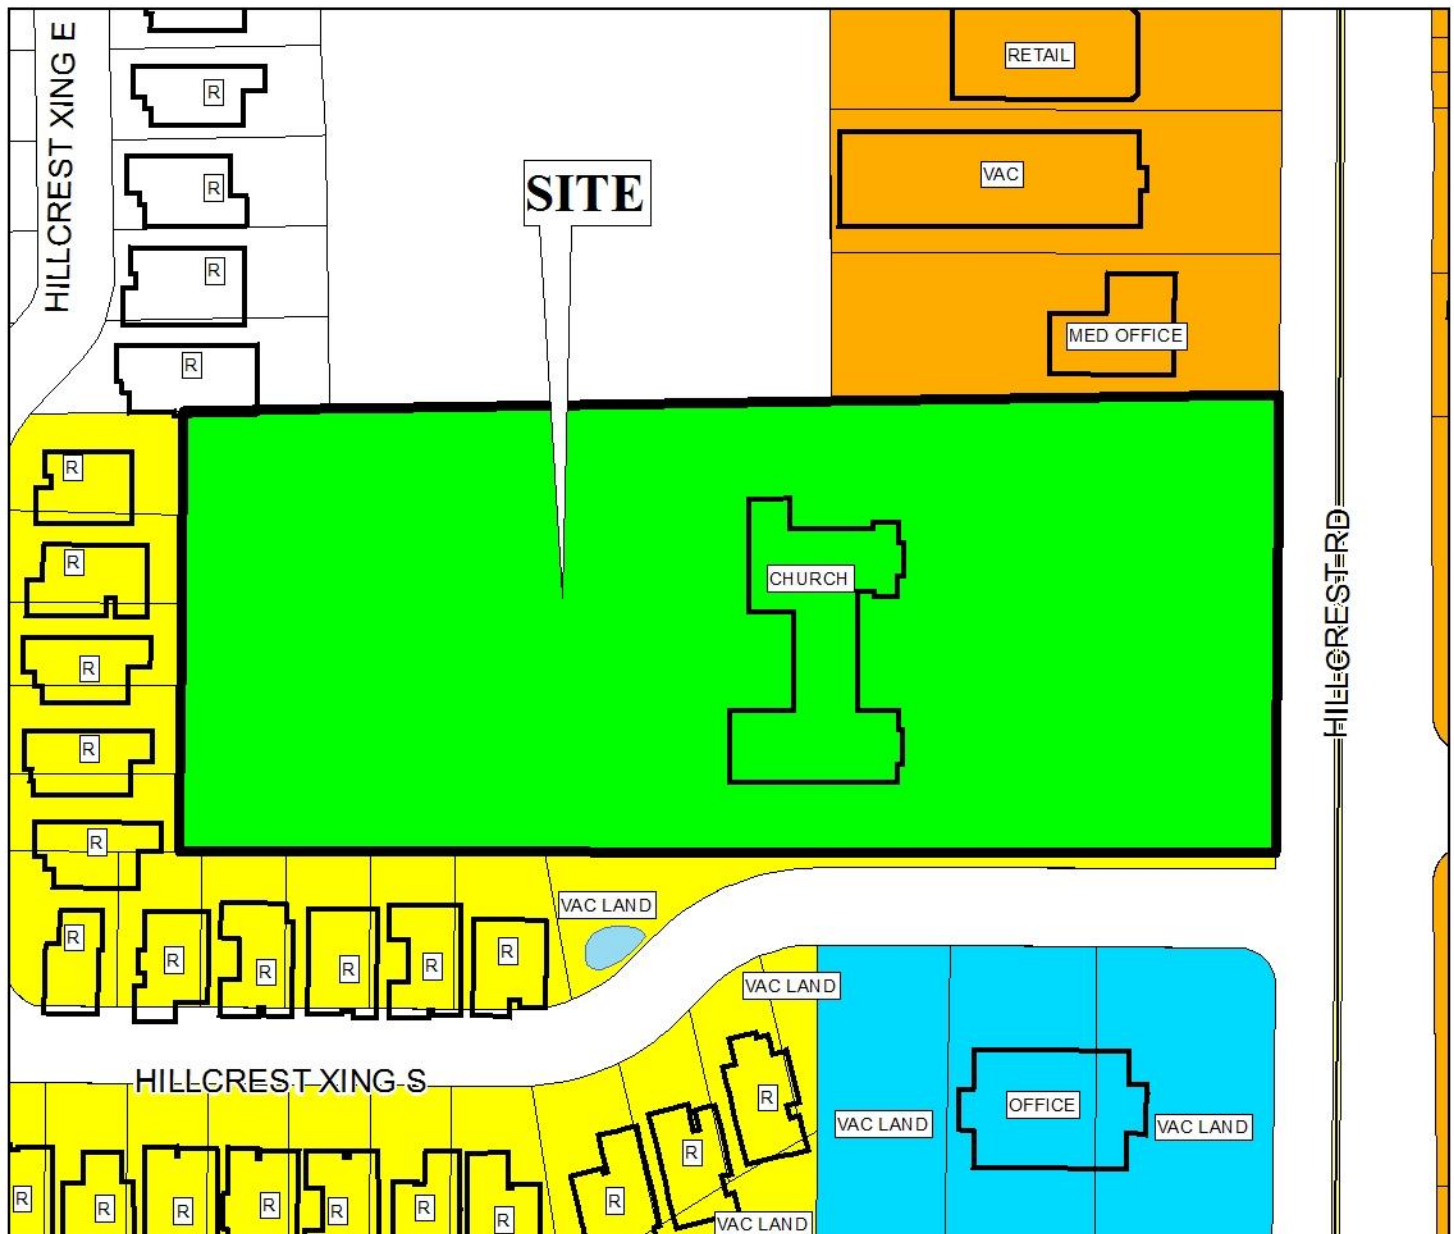 HILLCREST XING E
RETAIL
R
VAC
R
SITE
R
MED OFFICE
R
R
R
CHURCH
HILLCREST RD
R
R
R
VAC LAND
R
R
R
R
R
R
VAC LAND
HILLCREST XING S
R
OFFICE
VAC LAND
VAC LAND
R
R
R
R
R
R
R
R
R
VAC LAND